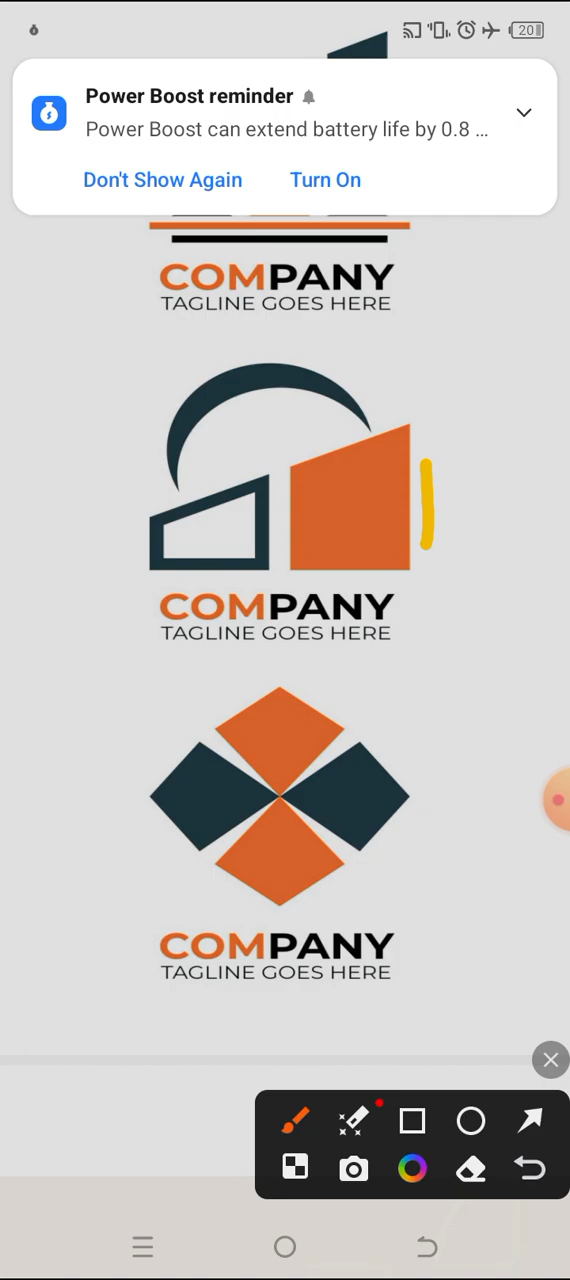 20
Power Boost reminder
Power Boost can extend battery life by 0.8 ...
Don't Show Again Turn On
COMPANY
TAGLINE GOES HERE
COMPANY
TAGLINE GOES HERE
COMPANY
TAGLINE GOES HERE